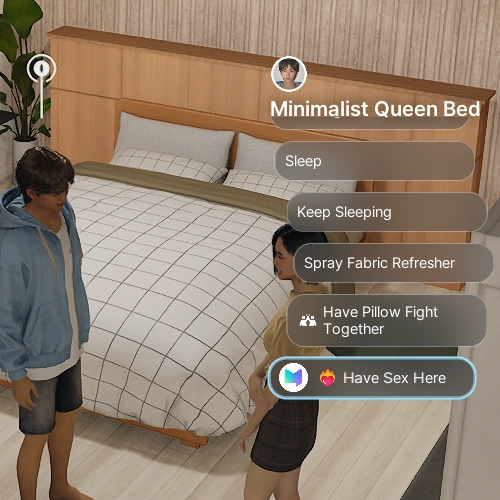 Minimalist Queen Bed
Sleep
Keep Sleeping
Spray Fabric Refresher
Have Pillow Fight
Together
Have Sex Here